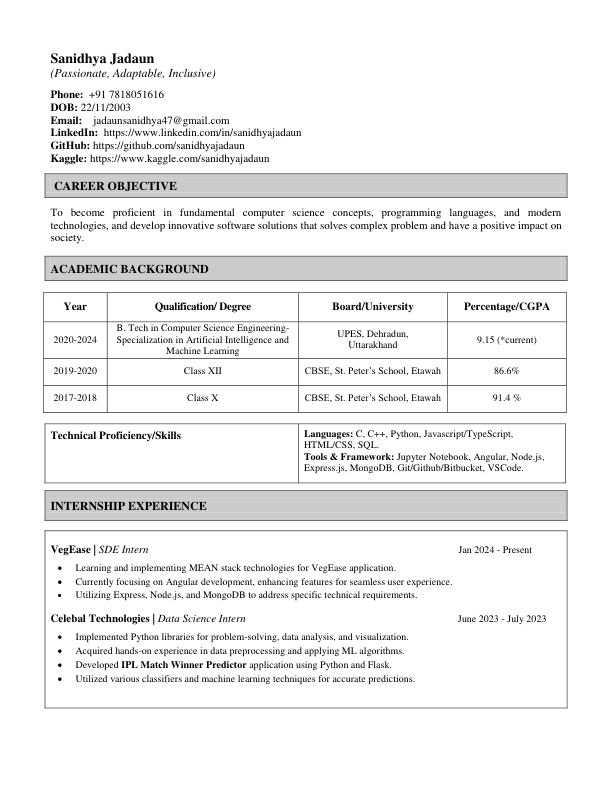 Sanidhya Jadaun
(Passionate, Adaptable, Inclusive)
Phone: +91 7818051616
DOB: 22/11/2003
Email: jadaunsanidhya47@gmail.com
LinkedIn: https://www.linkedin.com/in/sanidhyajadaun
GitHub: https://github.com/sanidhyajadaun
Kaggle: https://www.kaggle.com/sanidhyajadaun
CAREER OBJECTIVE
To become proficient in fundamental computer science concepts, programming languages, and modern
technologies, and develop innovative software solutions that solves complex problem and have a positive impact on
society.
ACADEMIC BACKGROUND
Year Qualification/ Degree Board/University Percentage/CGPA
2020-2024 B. Tech in Computer Science Engineering-
Specialization in Artificial Intelligence and
Machine Learning
UPES, Dehradun,
Uttarakhand
9.15 (*current)
2019-2020 Class XII CBSE, St. Peter's School, Etawah 86.6%
2017-2018 Class X CBSE, St. Peter's School, Etawah 91.4 %
Technical Proficiency/Skills
Languages: C, C++, Python, Javascript/TypeScript,
HTML/CSS, SQL.
Tools & Framework: Jupyter Notebook, Angular, Node.js,
Express.js, MongoDB, Git/Github/Bitbucket, VSCode.
INTERNSHIP EXPERIENCE
VegEase | SDE Intern Jan 2024 - Present
• Learning and implementing MEAN stack technologies for VegEase application.
• Currently focusing on Angular development, enhancing features for seamless user experience.
• Utilizing Express, Node.js, and MongoDB to address specific technical requirements.
Celebal Technologies | Data Science Intern June 2023 - July 2023
• Implemented Python libraries for problem-solving, data analysis, and visualization.
• Acquired hands-on experience in data preprocessing and applying ML algorithms.
• Developed IPL Match Winner Predictor application using Python and Flask.
• Utilized various classifiers and machine learning techniques for accurate predictions.